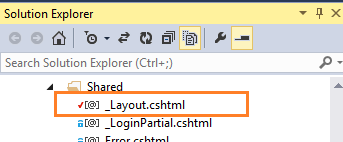 Solution Explorer
Search Solution Explorer (Ctrl+;)
Shared
[@] _Layout.cshtml
[@] _LoginPartial.cshtml
[@] Error.cshtml